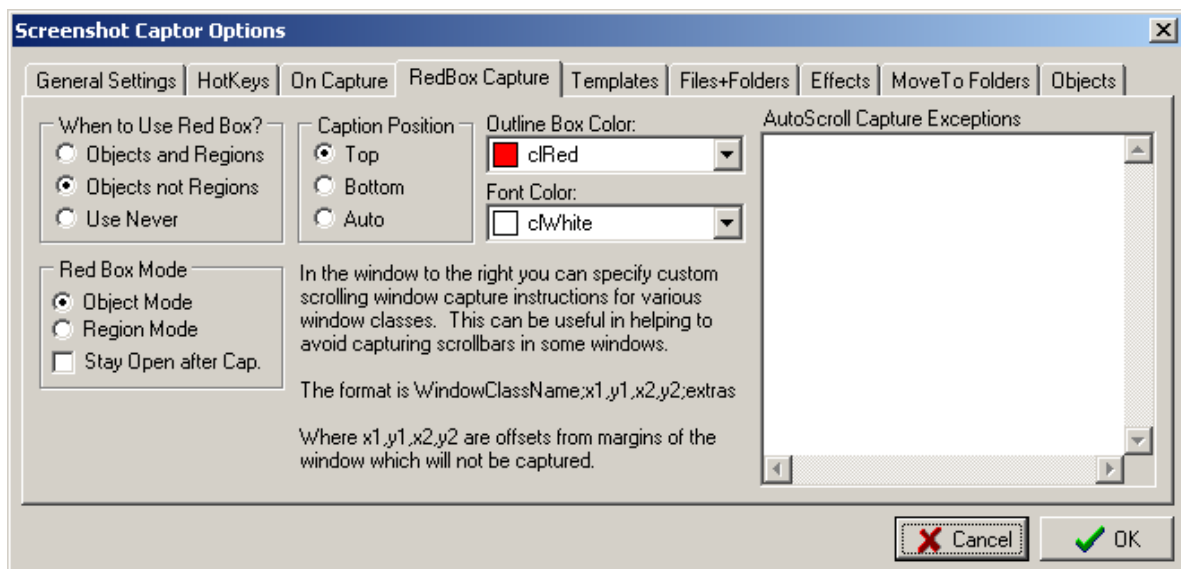 Screenshot Captor Options
General Settings
HotKeys
On Capture
RedBox Capture
Templates
Files+Folders
Effects
MoveTo Folders
Objects
When to Use Red Box?
Objects and Regions
Objects not Regions
Use Never
Caption Position
Top
Bottom
Auto
Outline Box Color:
clRed
Font Color:
clWhite
AutoScroll Capture Exceptions
Red Box Mode
Object Mode
Region Mode
Stay Open after Cap.
In the window to the right you can specify custom
scrolling window capture instructions for various
window classes.  This can be useful in helping to
avoid capturing scrollbars in some windows.
The format is WindowClassName;x1,y1,x2,y2;extras
Where x1,y1,x2,y2 are offsets from margins of the
window which will not be captured.
Cancel
OK